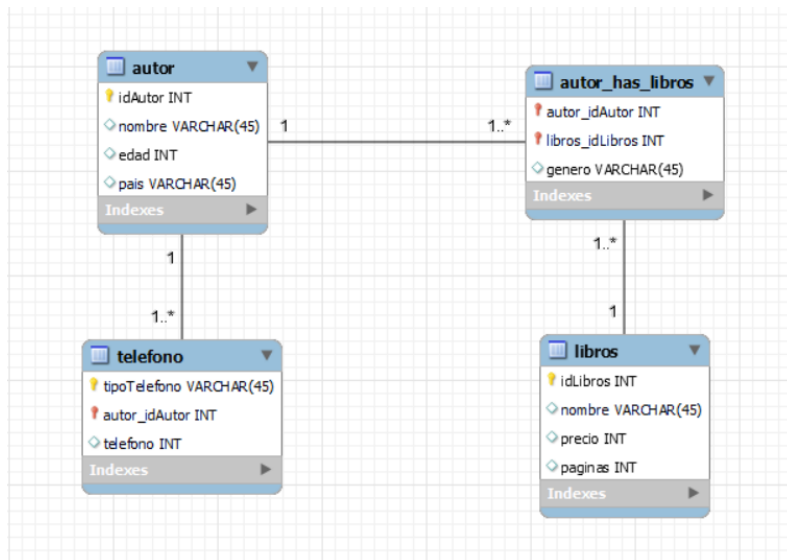 autor
idAutor INT
nombre VARCHAR(45)
edad INT
pais VARCHAR(45)
Indexes
1
1..*
autor_has_libros
autor_idAutor INT
libros_idLibros INT
genero VARCHAR(45)
Indexes
1
1..*
telefono
tipoTelefono VARCHAR(45)
autor_idAutor INT
telefono INT
Indexes
1..*
1
libros
idLibros INT
nombre VARCHAR(45)
precio INT
paginas INT
Indexes